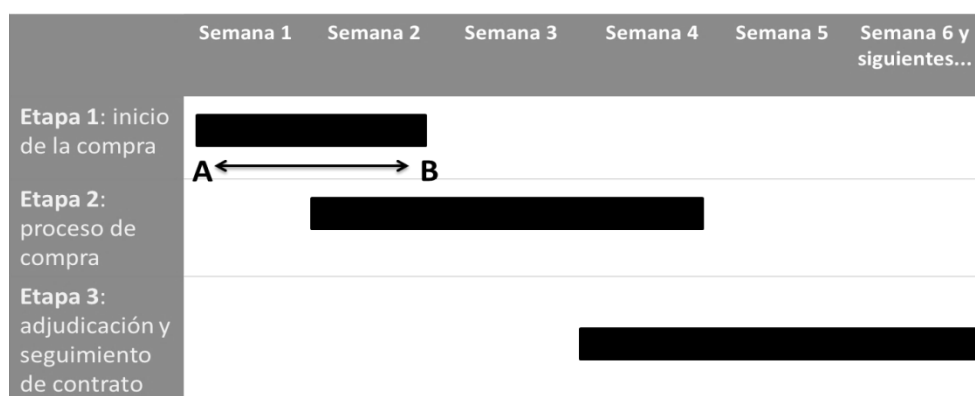 Semana 1 Semana 2 Semana 3 Semana 4 Semana 5 Semana 6 y
siguientes...
Etapa 1: inicio
de la compra
A B
Etapa 2:
proceso de
compra
Etapa 3:
adjudicación y
seguimiento
de contrato